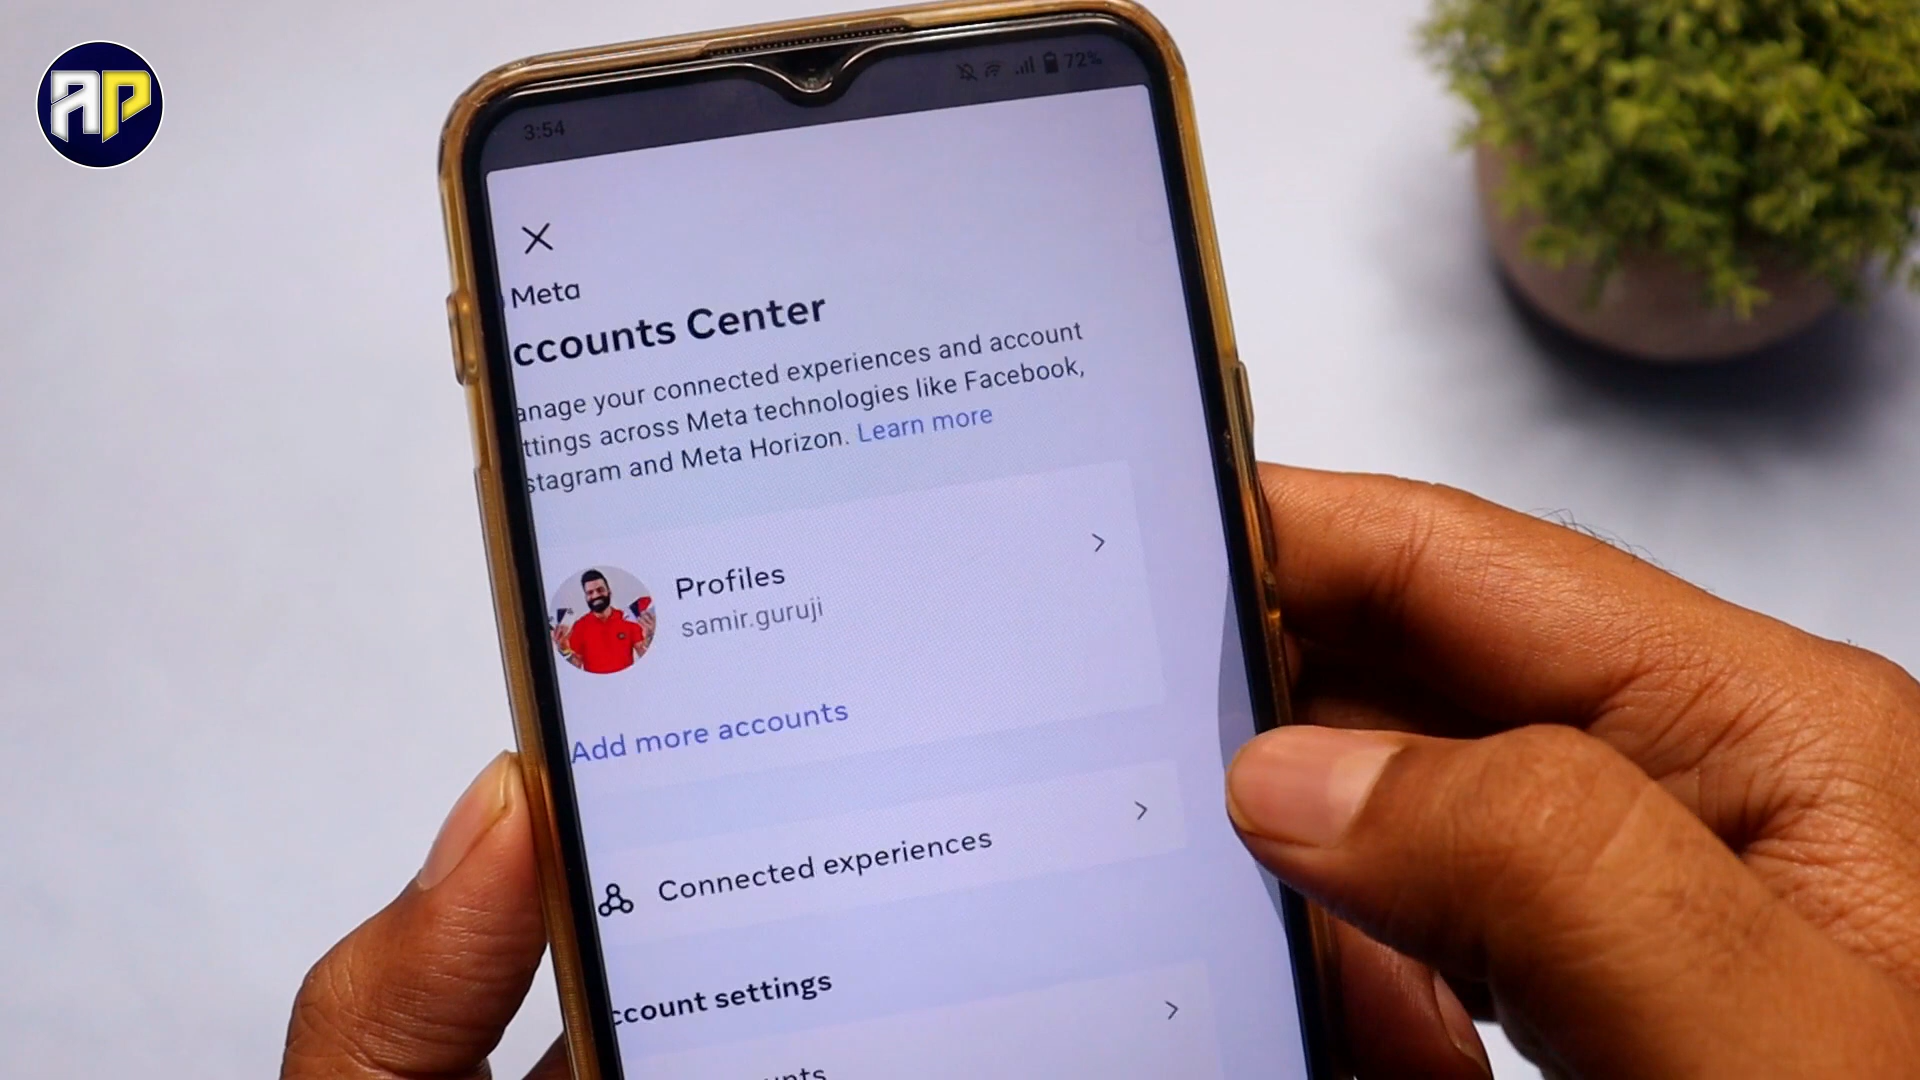 AP
3:54
72%
Meta
ccounts Center
anage your connected experiences and account
ttings across Meta technologies like Facebook,
stagram and Meta Horizon. Learn more
Profiles
samir.guruji
Add more accounts
Connected experiences
ccount settings
unts